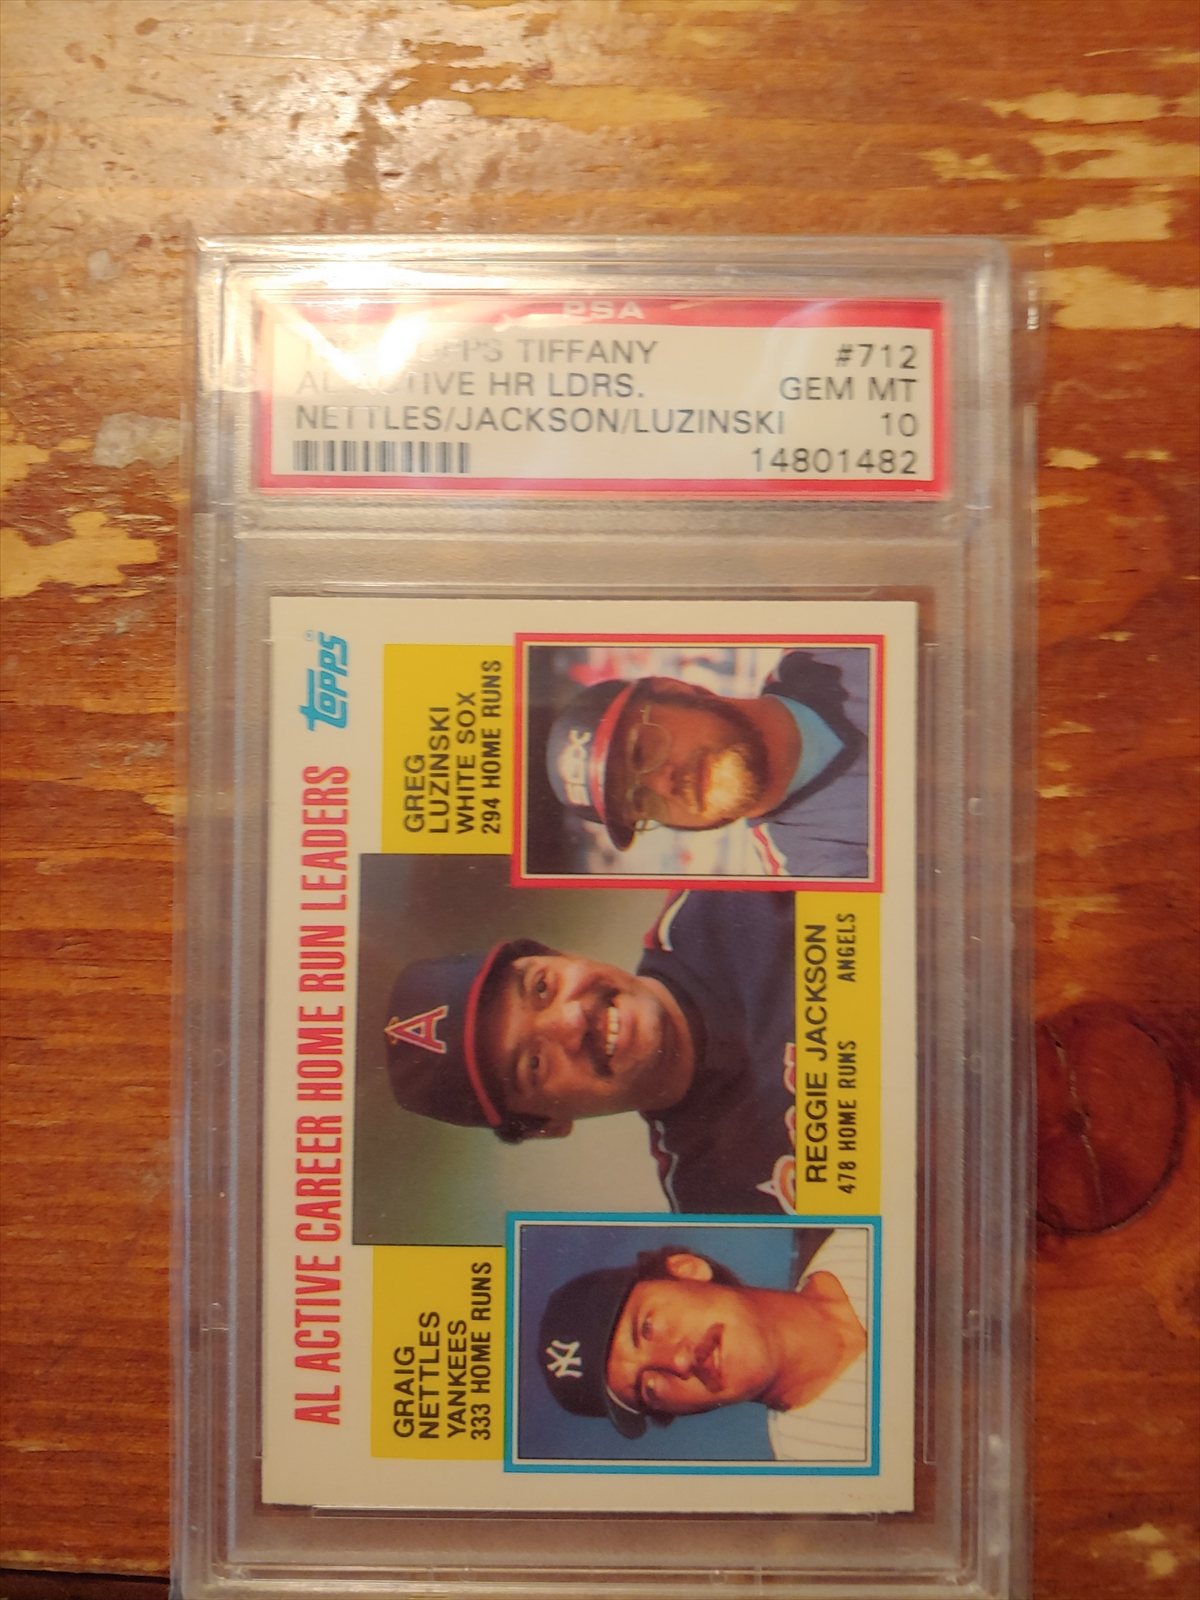 PSA
TIFFANY #712
HR LDRS. GEM MT
NETTLES/JACKSON/LUZINSKI 10
14801482
AL ACTIVE CAREER HOME RUN LEADERS
Topps®
GRAIG
NETTLES
YANKEES
333 HOME RUNS
GREG
LUZINSKI
WHITE SOX
294 HOME RUNS
REGGIE JACKSON
478 HOME RUNS ANGELS
A
NY
SOX